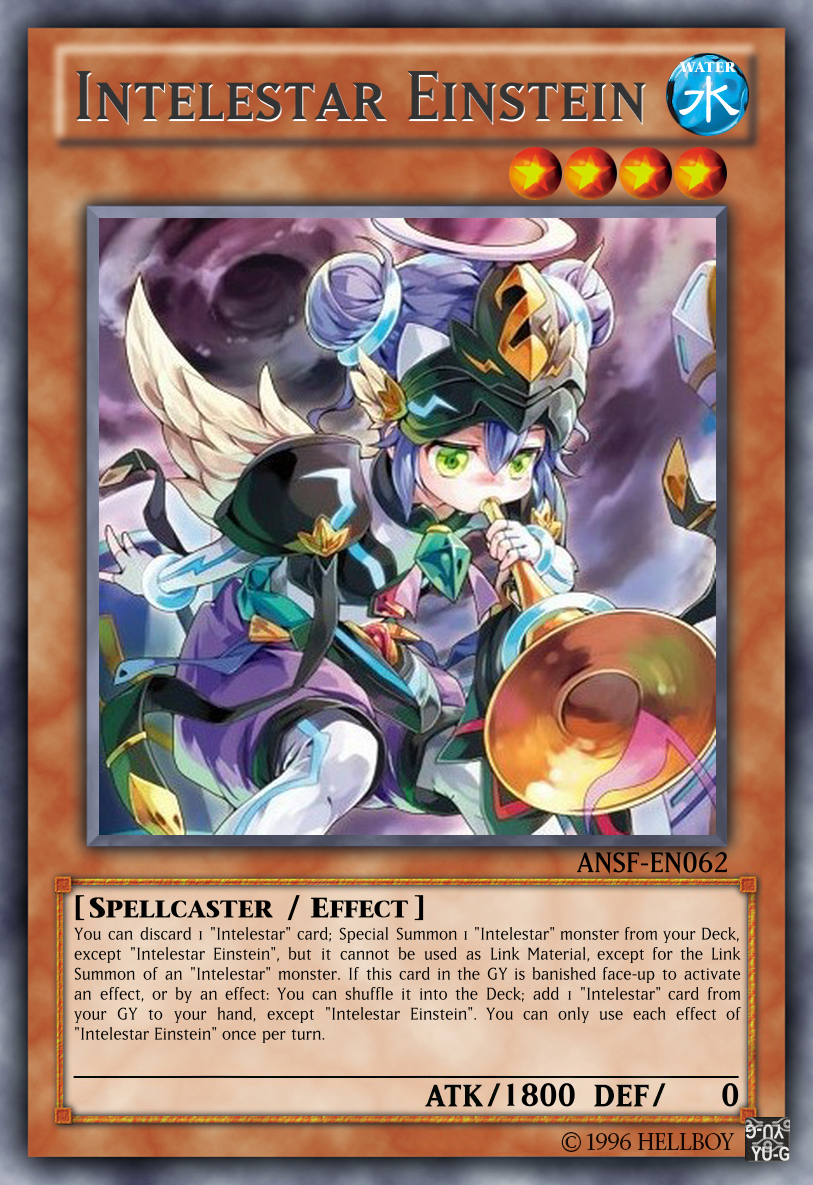 Intelestar Einstein
WATER
水
ANSF-EN062
[ Spellcaster / Effect ]
You can discard 1 "Intelestar" card; Special Summon 1 "Intelestar" monster from your Deck,
except "Intelestar Einstein", but it cannot be used as Link Material, except for the Link
Summon of an "Intelestar" monster. If this card in the GY is banished face-up to activate
an effect, or by an effect: You can shuffle it into the Deck; add 1 "Intelestar" card from
your GY to your hand, except "Intelestar Einstein". You can only use each effect of
"Intelestar Einstein" once per turn.
ATK/1800 DEF/ 0
© 1996 HELLBOY
YU-G
YU-G